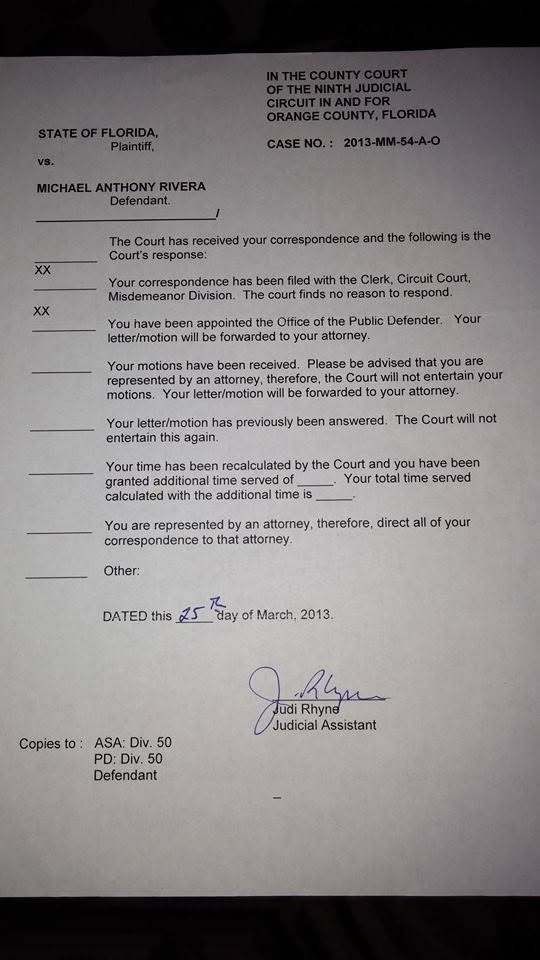 IN THE COUNTY COURT
OF THE NINTH JUDICIAL
CIRCUIT IN AND FOR
ORANGE COUNTY, FLORIDA
STATE OF FLORIDA,
Plaintiff,
CASE NO. : 2013-MM-54-A-O
vs.
MICHAEL ANTHONY RIVERA
Defendant.
/
The Court has received your correspondence and the following is the
Court's response:
XX
Your correspondence has been filed with the Clerk, Circuit Court,
Misdemeanor Division. The court finds no reason to respond.
XX
You have been appointed the Office of the Public Defender. Your
letter/motion will be forwarded to your attorney.
Your motions have been received. Please be advised that you are
represented by an attorney, therefore, the Court will not entertain your
motions. Your letter/motion will be forwarded to your attorney.
Your letter/motion has previously been answered. The Court will not
entertain this again.
Your time has been recalculated by the Court and you have been
granted additional time served of _____. Your total time served
calculated with the additional time is _____.
You are represented by an attorney, therefore, direct all of your
correspondence to that attorney.
Other:
DATED this 25th day of March, 2013.
J. Rhyne
Judi Rhyne
Judicial Assistant
Copies to : ASA: Div. 50
PD: Div. 50
Defendant